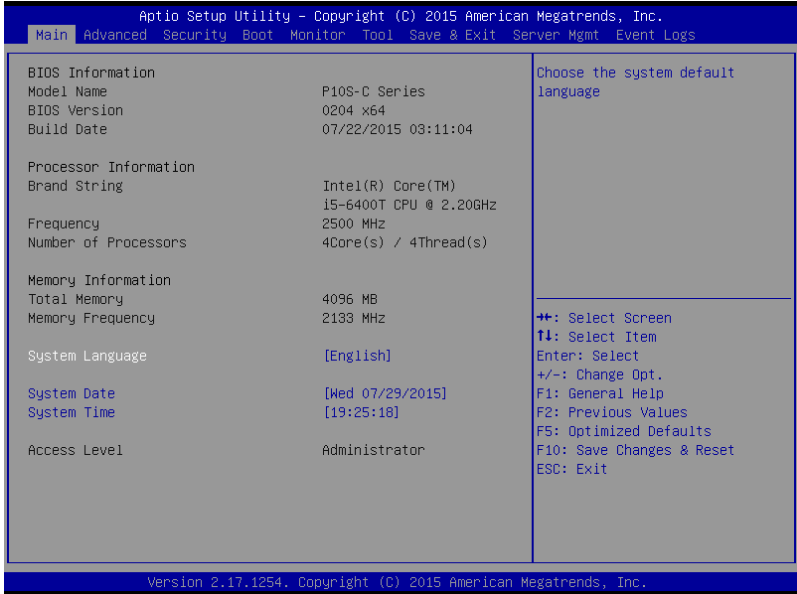 Aptio Setup Utility – Copyright (C) 2015 American Megatrends, Inc.
Main Advanced Security Boot Monitor Tool Save & Exit Server Mgmt Event Logs
BIOS Information
Model Name P10S-C Series
BIOS Version 0204 x64
Build Date 07/22/2015 03:11:04
Processor Information
Brand String Intel(R) Core(TM)
i5-6400T CPU @ 2.20GHz
Frequency 2500 MHz
Number of Processors 4Core(s) / 4Thread(s)
Memory Information
Total Memory 4096 MB
Memory Frequency 2133 MHz
System Language [English]
System Date [Wed 07/29/2015]
System Time [19:25:18]
Access Level Administrator
Choose the system default
language
→←: Select Screen
↑↓: Select Item
Enter: Select
+/-: Change Opt.
F1: General Help
F2: Previous Values
F5: Optimized Defaults
F10: Save Changes & Reset
ESC: Exit
Version 2.17.1254. Copyright (C) 2015 American Megatrends, Inc.